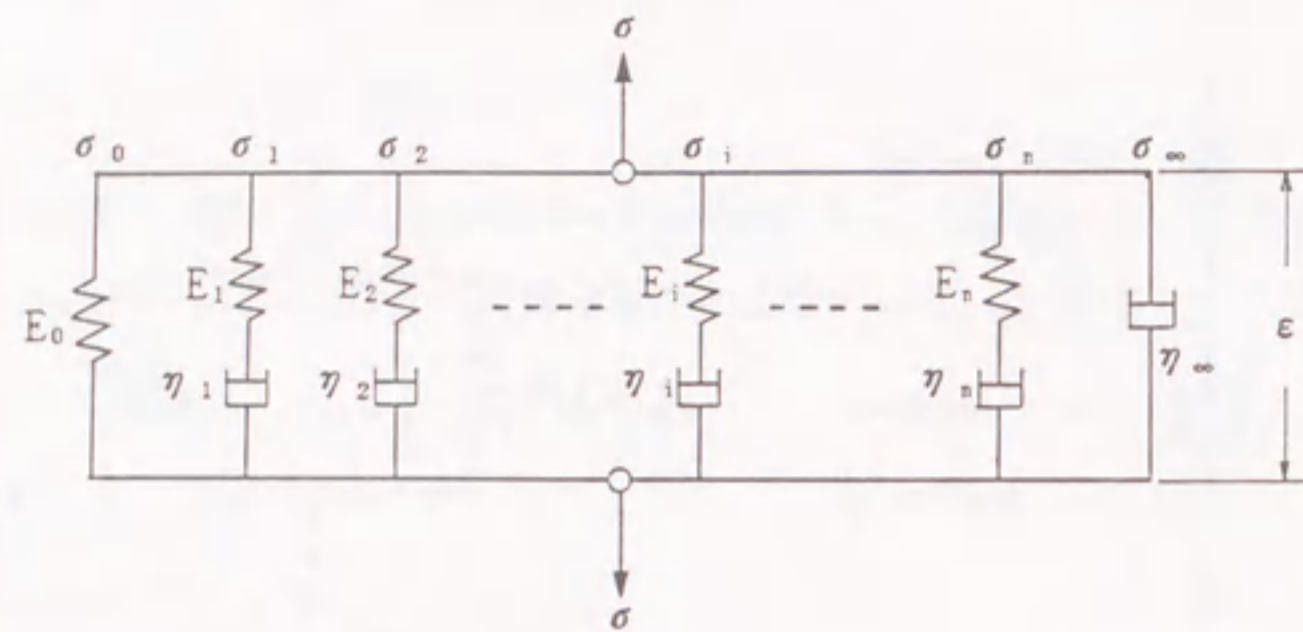 σ
σ 0 σ 1 σ 2 σ i σ n σ ∞
E0 E1 E2 Ei En
η 1 η 2 η i η n η ∞ ε
σ